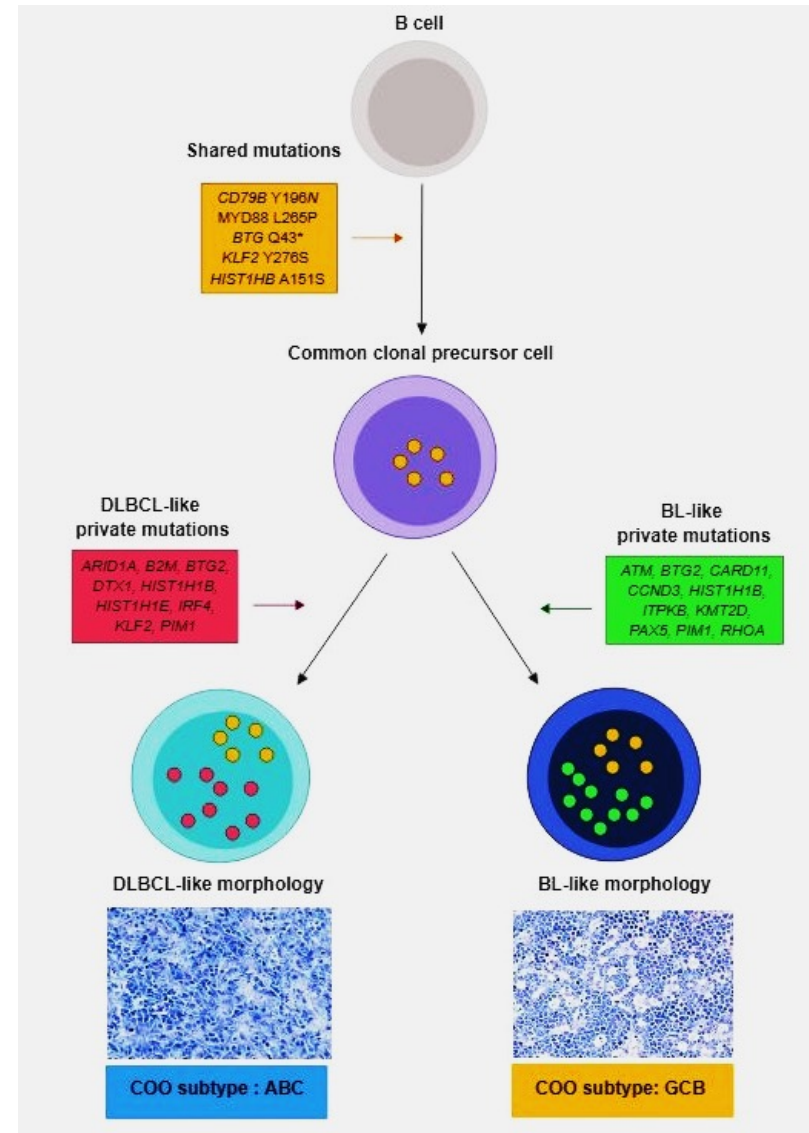 B cell
Shared mutations
CD79B Y196N
MYD88 L265P
BTG Q43*
KLF2 Y276S
HIST1HB A151S
Common clonal precursor cell
DLBCL-like
private mutations
ARID1A, B2M, BTG2,
DTX1, HIST1H1B,
HIST1H1E, IRF4,
KLF2, PIM1
BL-like
private mutations
ATM, BTG2, CARD11,
CCND3, HIST1H1B,
ITPKB, KMT2D,
PAX5, PIM1, RHOA
DLBCL-like morphology
BL-like morphology
COO subtype : ABC
COO subtype: GCB